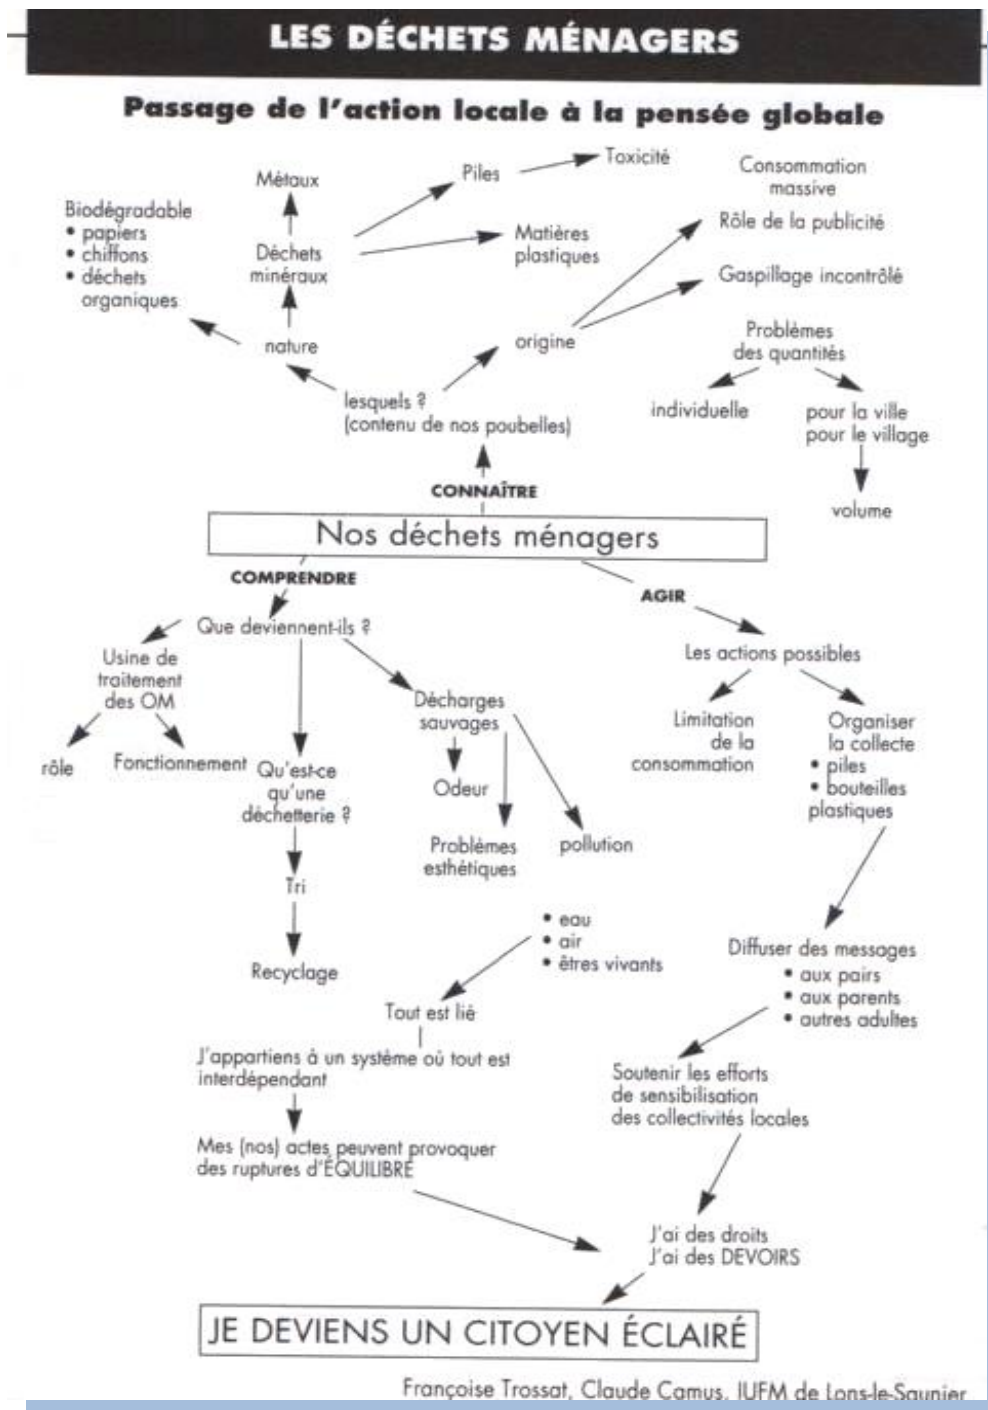 LES DÉCHETS MÉNAGERS
Passage de l'action locale à la pensée globale
Métaux
Piles
Toxicité
Consommation
massive
Biodégradable
• papiers
• chiffons
• déchets
organiques
Déchets
minéraux
Matières
plastiques
Rôle de la publicité
Gaspillage incontrôlé
nature
origine
Problèmes
des quantités
lesquels ?
(contenu de nos poubelles)
individuelle
pour la ville
pour le village
volume
CONNAÎTRE
Nos déchets ménagers
COMPRENDRE
AGIR
Que deviennent-ils ?
Usine de
traitement
des OM
rôle
Fonctionnement
Qu'est-ce
qu'une
déchetterie ?
Tri
Recyclage
Décharges
sauvages
Odeur
Problèmes
esthétiques
pollution
• eau
• air
• êtres vivants
Tout est lié
J'appartiens à un système où tout est
interdépendant
Mes (nos) actes peuvent provoquer
des ruptures d'ÉQUILIBRE
Les actions possibles
Limitation
de la
consommation
Organiser
la collecte
• piles
• bouteilles
plastiques
Diffuser des messages
• aux pairs
• aux parents
• autres adultes
Soutenir les efforts
de sensibilisation
des collectivités locales
J'ai des droits
J'ai des DEVOIRS
JE DEVIENS UN CITOYEN ÉCLAIRÉ
Françoise Trossat, Claude Camus, IUFM de Lons-le-Saunier